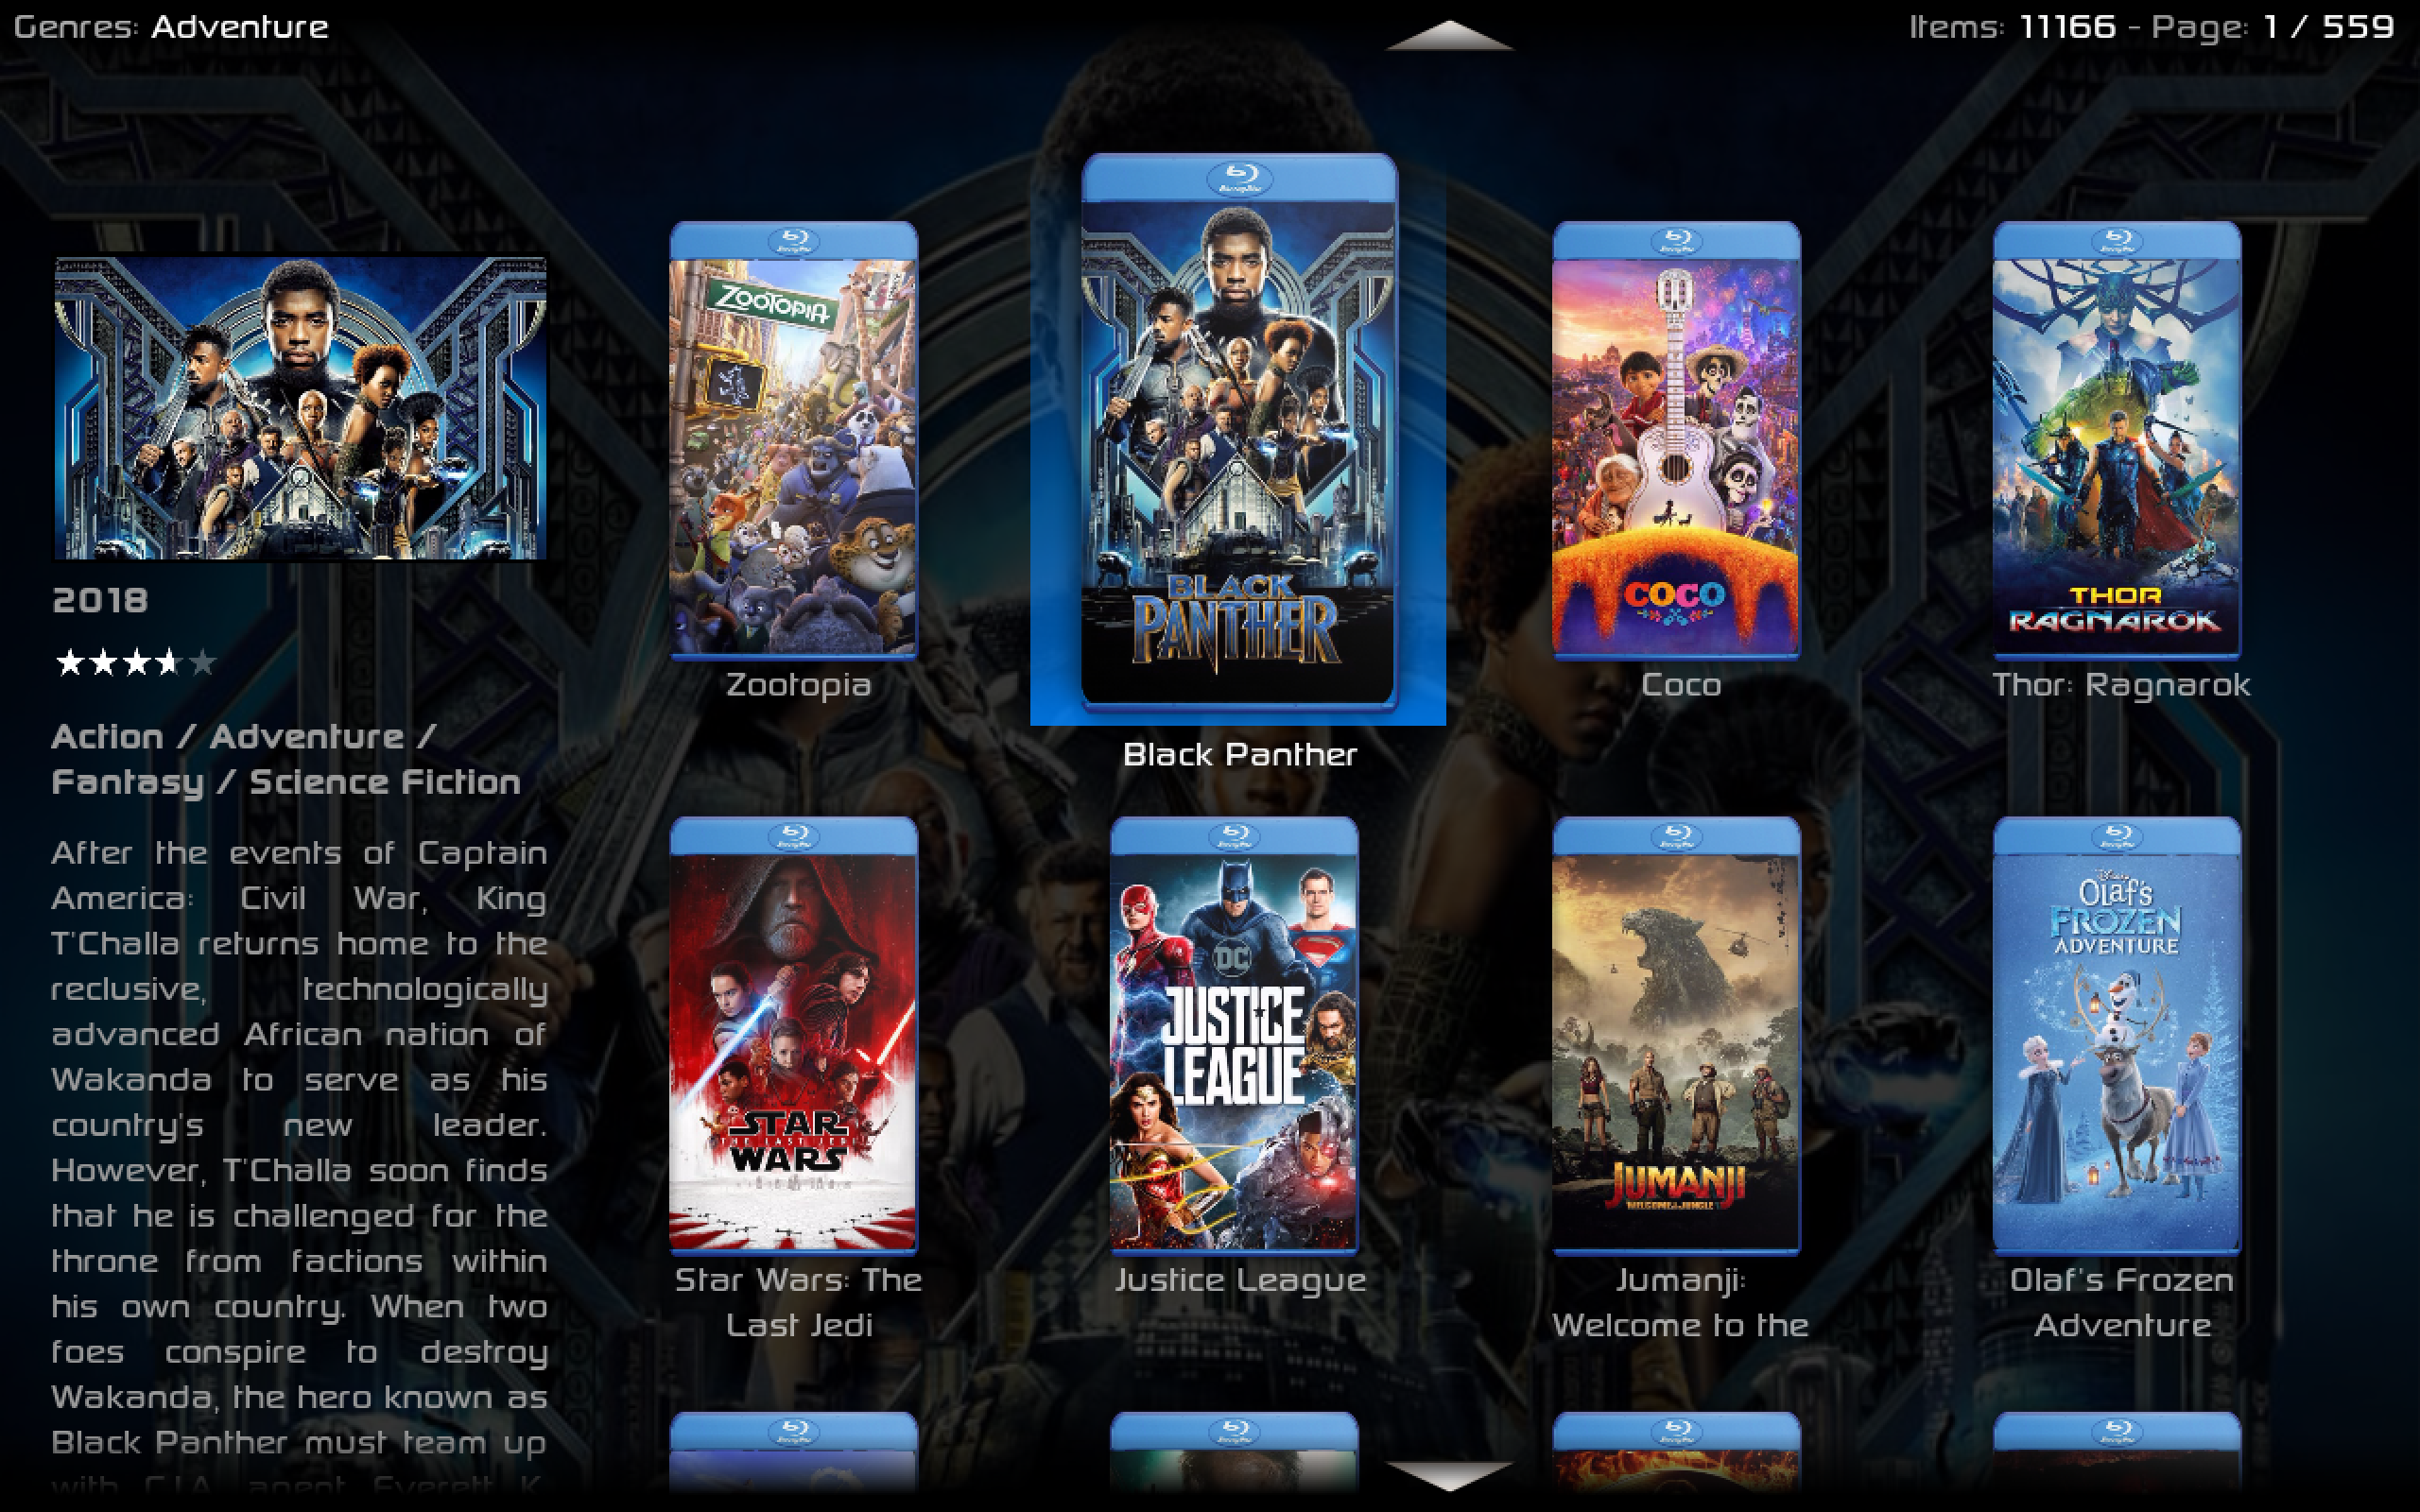 Genres: Adventure
Items: 11166 - Page: 1 / 559
2018
Action / Adventure /
Fantasy / Science Fiction
After the events of Captain
America: Civil War, King
T'Challa returns home to the
reclusive, technologically
advanced African nation of
Wakanda to serve as his
country's new leader.
However, T'Challa soon finds
that he is challenged for the
throne from factions within
his own country. When two
foes conspire to destroy
Wakanda, the hero known as
Black Panther must team up
with C.I.A. agent Everett K.
ZOOTOPIA
Zootopia
BLACK
PANTHER
Black Panther
COCO
Coco
THOR
RAGNAROK
Thor: Ragnarok
STAR
THE LAST JEDI
WARS
Star Wars: The
Last Jedi
DC
JUSTICE
LEAGUE
Justice League
JUMANJI
WELCOME TO THE JUNGLE
Jumanji:
Welcome to the
Disney
Olaf's
FROZEN
ADVENTURE
Olaf's Frozen
Adventure